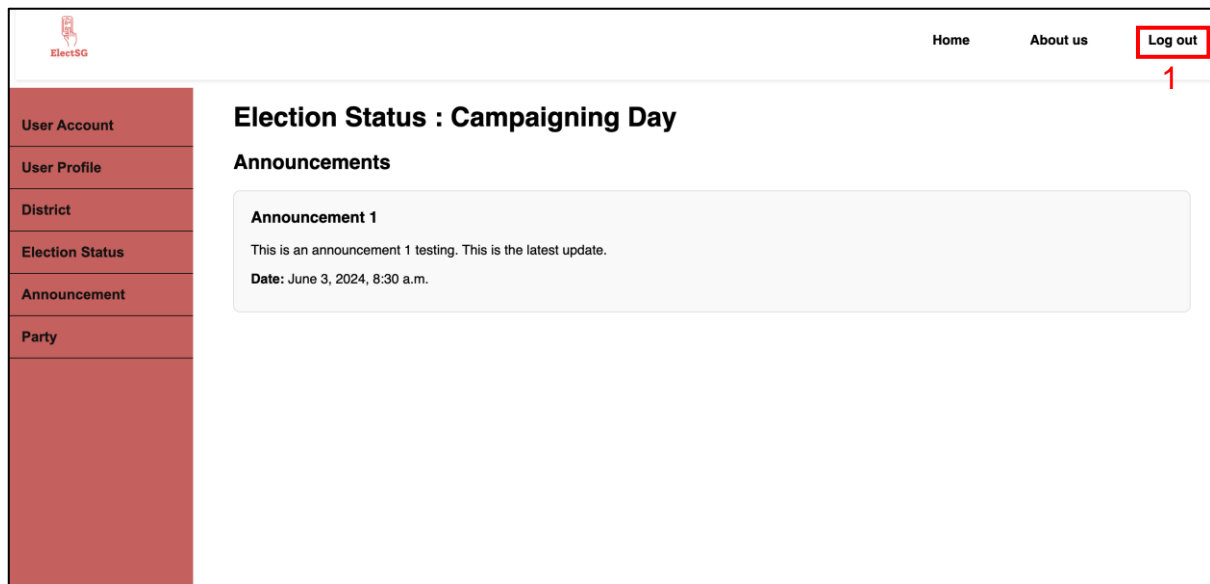 ElectSG
Home About us Log out
1
User Account
User Profile
District
Election Status
Announcement
Party
Election Status : Campaigning Day
Announcements
Announcement 1
This is an announcement 1 testing. This is the latest update.
Date: June 3, 2024, 8:30 a.m.